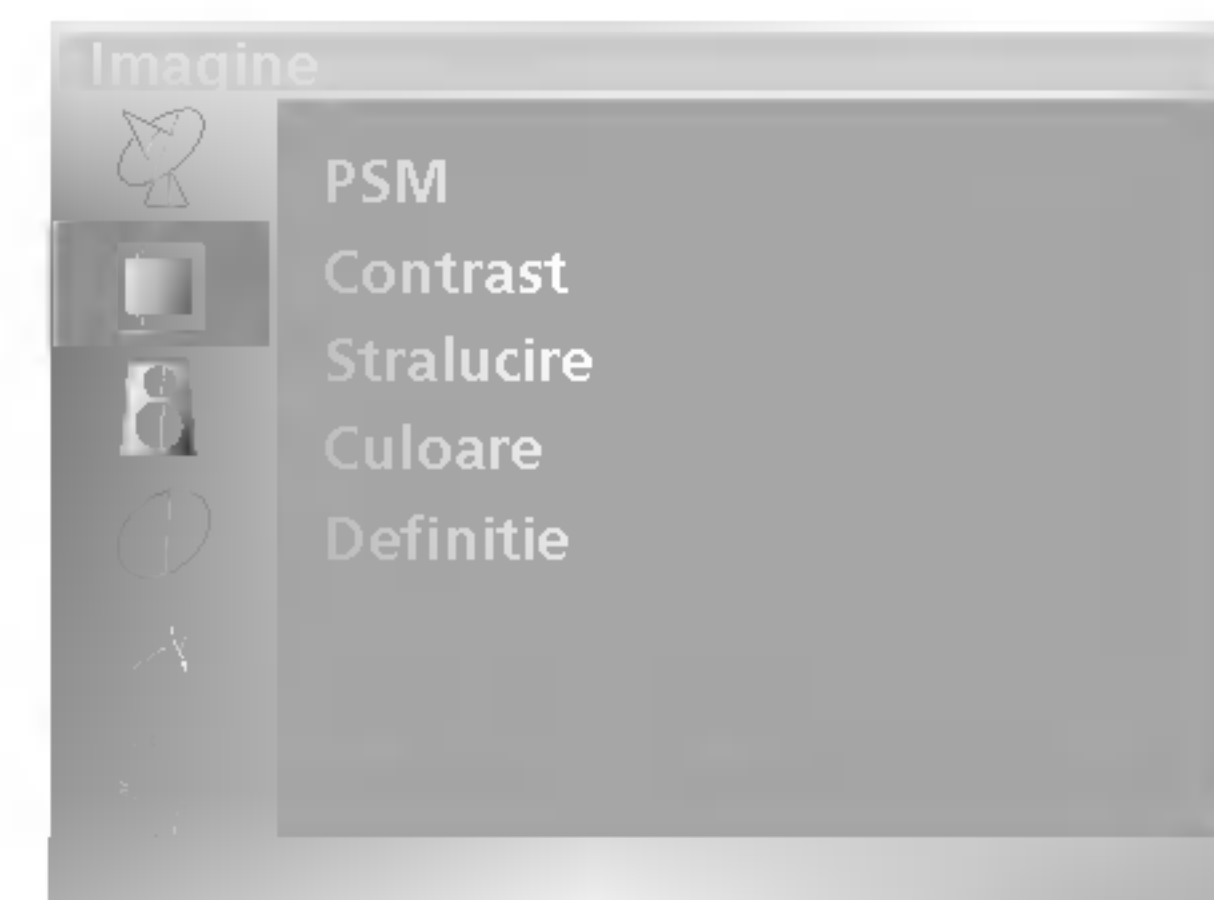 Imagine
PSM
Contrast
Stralucire
Culoare
Definitie